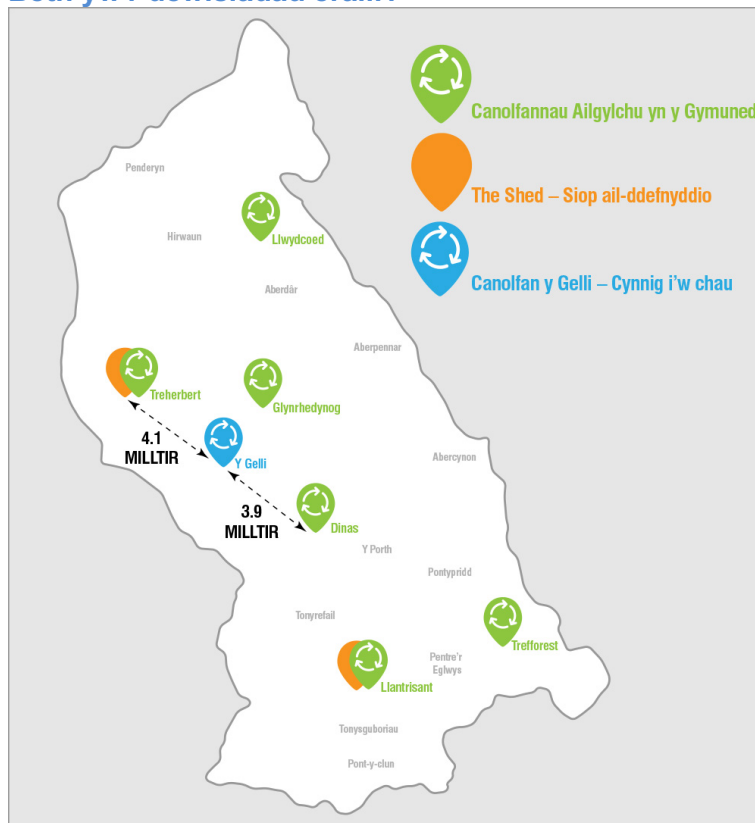 Canolfannau Ailgylchu yn y Gymuned
The Shed – Siop ail-ddefnyddio
Canolfan y Gelli – Cynnig i'w chau
Penderyn
Llwydcoed
Hirwaun
Aberdâr
Aberpennar
Treherbert
Glynrhedynog
4.1
MILLTIR
Y Gelli
Abercynon
3.9
MILLTIR
Dinas
Y Porth
Pontypridd
Tonyrefail
Trefforest
Pentre'r
Eglwys
Llantrisant
Tonysguboriau
Pont-y-clun